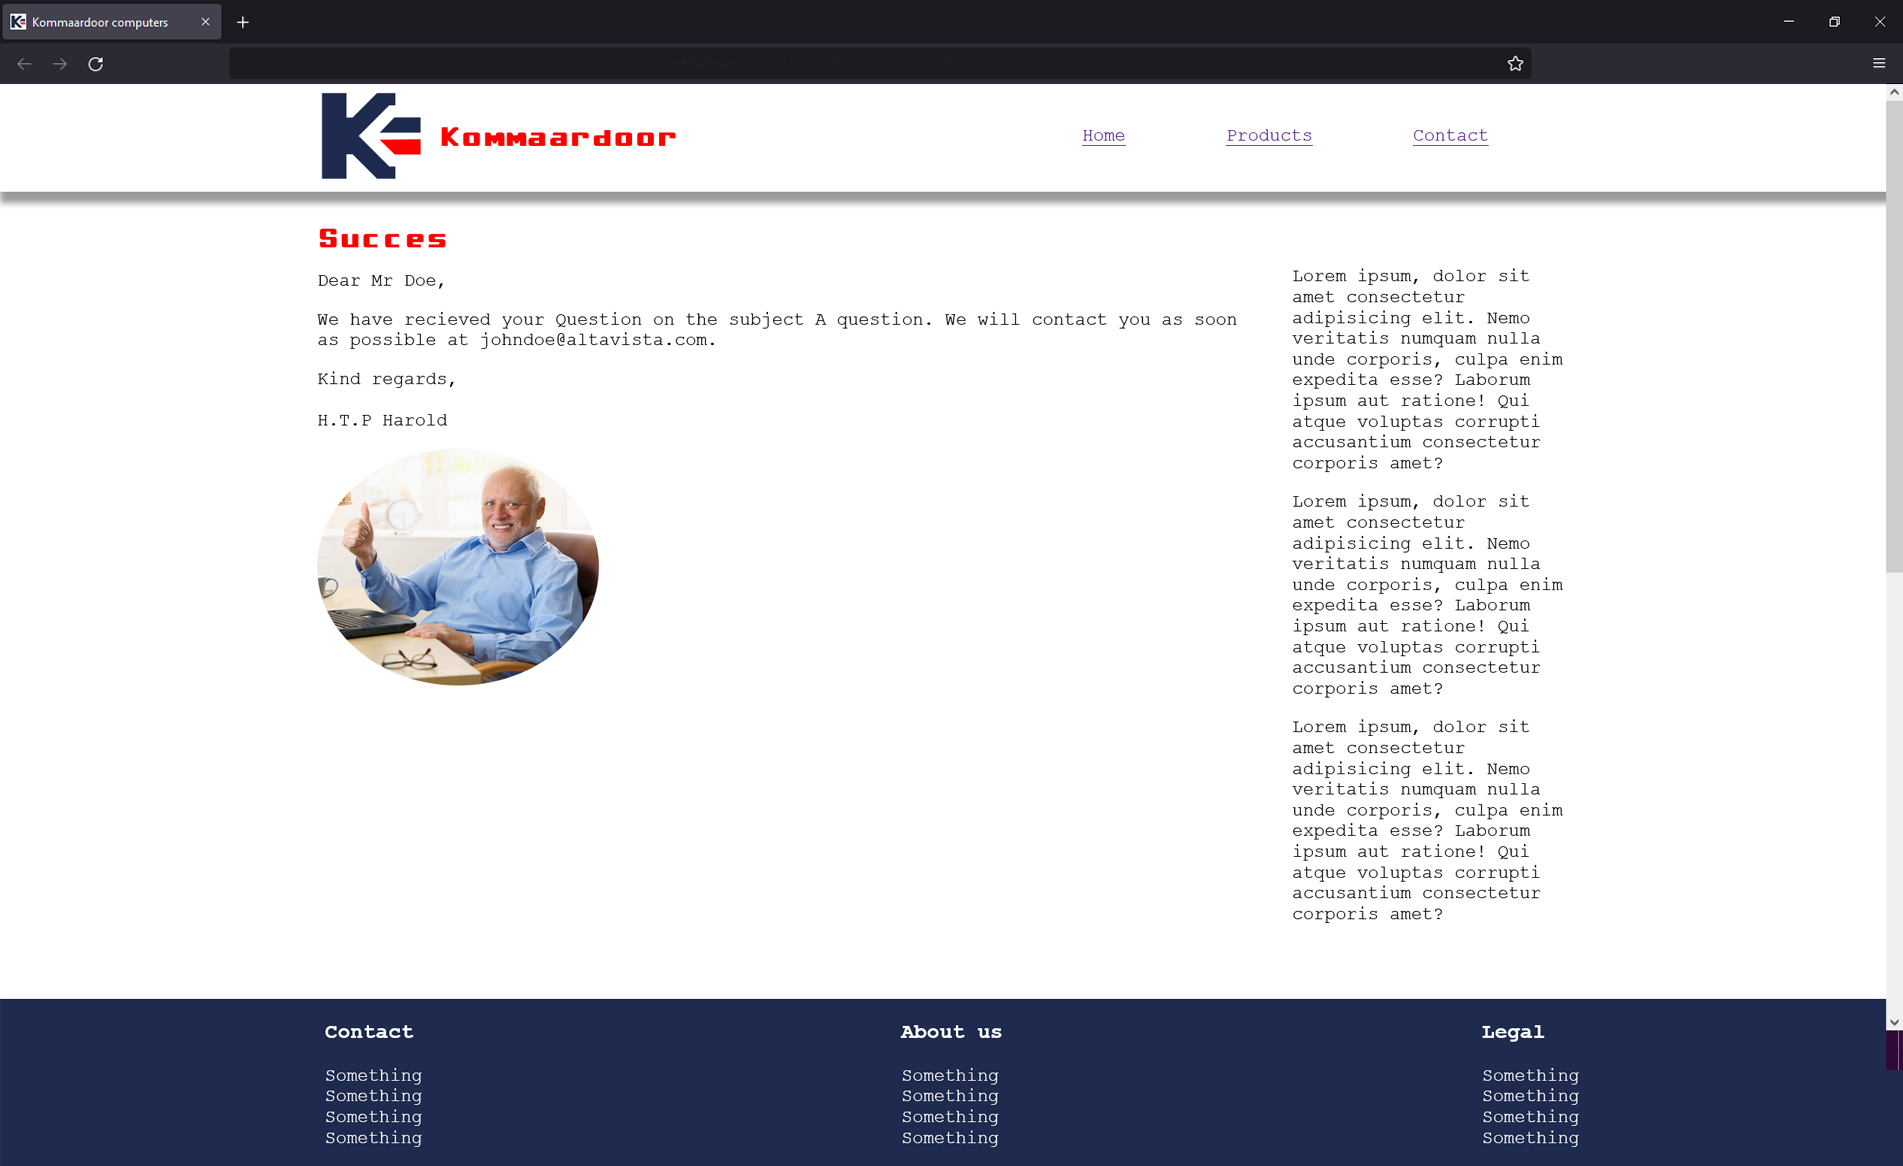 Kommaardoor computers
Kommaardoor
Home
Products
Contact
Succes
Dear Mr Doe,
We have recieved your Question on the subject A question. We will contact you as soon
as possible at johndoe@altavista.com.
Kind regards,
H.T.P Harold
Lorem ipsum, dolor sit
amet consectetur
adipisicing elit. Nemo
veritatis numquam nulla
unde corporis, culpa enim
expedita esse? Laborum
ipsum aut ratione! Qui
atque voluptas corrupti
accusantium consectetur
corporis amet?
Lorem ipsum, dolor sit
amet consectetur
adipisicing elit. Nemo
veritatis numquam nulla
unde corporis, culpa enim
expedita esse? Laborum
ipsum aut ratione! Qui
atque voluptas corrupti
accusantium consectetur
corporis amet?
Lorem ipsum, dolor sit
amet consectetur
adipisicing elit. Nemo
veritatis numquam nulla
unde corporis, culpa enim
expedita esse? Laborum
ipsum aut ratione! Qui
atque voluptas corrupti
accusantium consectetur
corporis amet?
Contact
Something
Something
Something
Something
About us
Something
Something
Something
Something
Legal
Something
Something
Something
Something